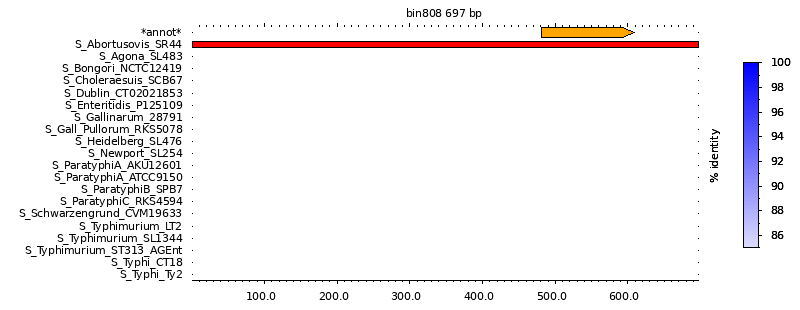 bin808 697 bp
*annot*
S_Abortusovis_SR44
S_Agona_SL483
S_Bongori_NCTC12419
S_Choleraesuis_SCB67
S_Dublin_CT02021853
S_Enteritidis_P125109
S_Gallinarum_28791
S_Gall_Pullorum_RKS5078
S_Heidelberg_SL476
S_Newport_SL254
S_ParatyphiA_AKU12601
S_ParatyphiA_ATCC9150
S_ParatyphiB_SPB7
S_ParatyphiC_RKS4594
S_Schwarzengrund_CVM19633
S_Typhimurium_LT2
S_Typhimurium_SL1344
S_Typhimurium_ST313_AGEnt
S_Typhi_CT18
S_Typhi_Ty2
100.0 200.0 300.0 400.0 500.0 600.0
% identity
100
98
96
94
92
90
88
86